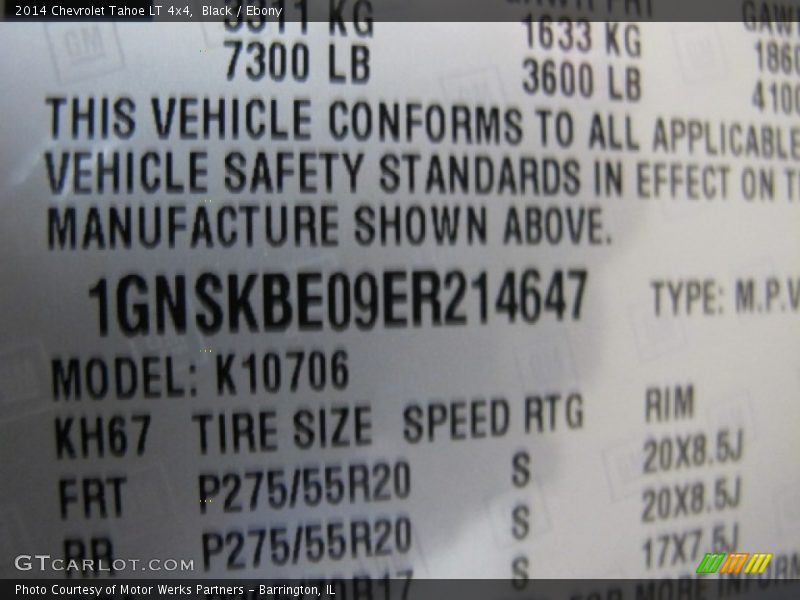 2014 Chevrolet Tahoe LT 4x4, Black / Ebony
KG
7300 LB 1633 KG
3600 LB
THIS VEHICLE CONFORMS TO ALL APPLICABLE
VEHICLE SAFETY STANDARDS IN EFFECT ON
MANUFACTURE SHOWN ABOVE.
1GNSKBE09ER214647 TYPE: M.P.V
MODEL: K10706
KH67 TIRE SIZE SPEED RTG RIM
FRT P275/55R20 S 20X8.5J
RR P275/55R20 S 20X8.5J
S 17X7.5J
GTcarlot.com
Photo Courtesy of Motor Werks Partners – Barrington, IL